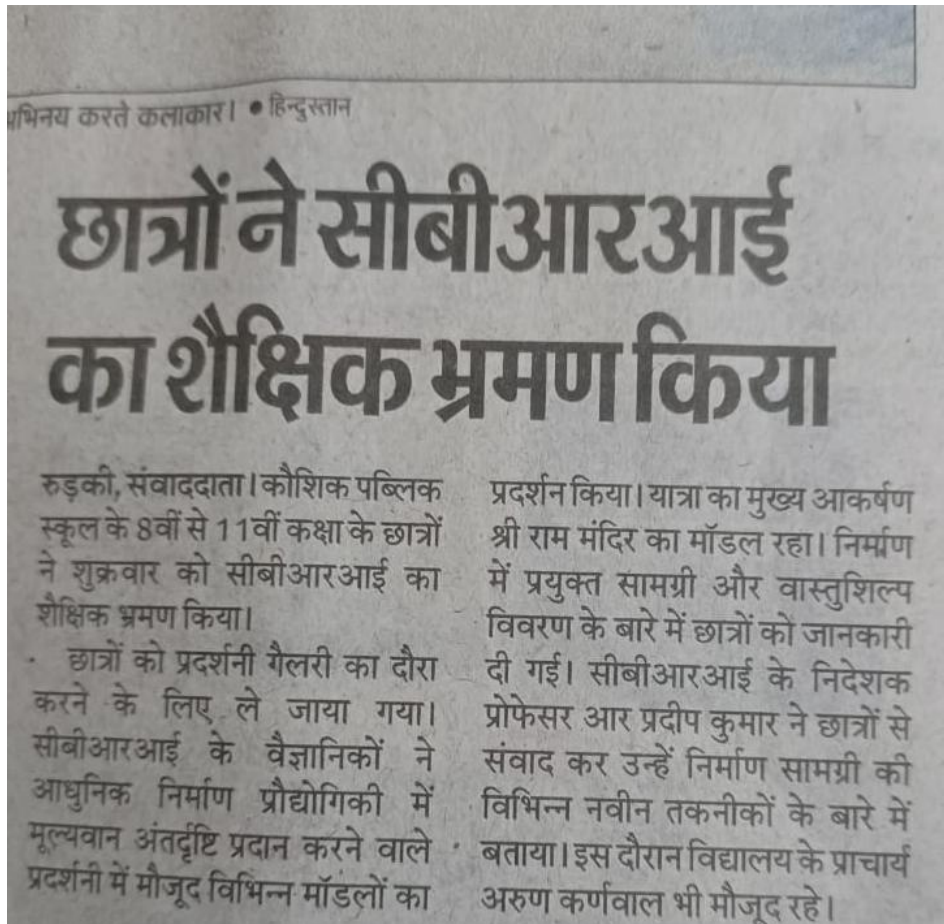 अभिनय करते कलाकार। ● हिन्दुस्तान
छात्रों ने सीबीआरआई
का शैक्षिक भ्रमण किया
रुड़की, संवाददाता। कौशिक पब्लिक
स्कूल के 8वीं से 11वीं कक्षा के छात्रों
ने शुक्रवार को सीबीआरआई का
शैक्षिक भ्रमण किया।
छात्रों को प्रदर्शनी गैलरी का दौरा
करने के लिए ले जाया गया।
सीबीआरआई के वैज्ञानिकों ने
आधुनिक निर्माण प्रौद्योगिकी में
मूल्यवान अंतर्दृष्टि प्रदान करने वाले
प्रदर्शनी में मौजूद विभिन्न मॉडलों का
प्रदर्शन किया। यात्रा का मुख्य आकर्षण
श्री राम मंदिर का मॉडल रहा। निर्माण
में प्रयुक्त सामग्री और वास्तुशिल्प
विवरण के बारे में छात्रों को जानकारी
दी गई। सीबीआरआई के निदेशक
प्रोफेसर आर प्रदीप कुमार ने छात्रों से
संवाद कर उन्हें निर्माण सामग्री की
विभिन्न नवीन तकनीकों के बारे में
बताया। इस दौरान विद्यालय के प्राचार्य
अरुण कर्णवाल भी मौजूद रहे।